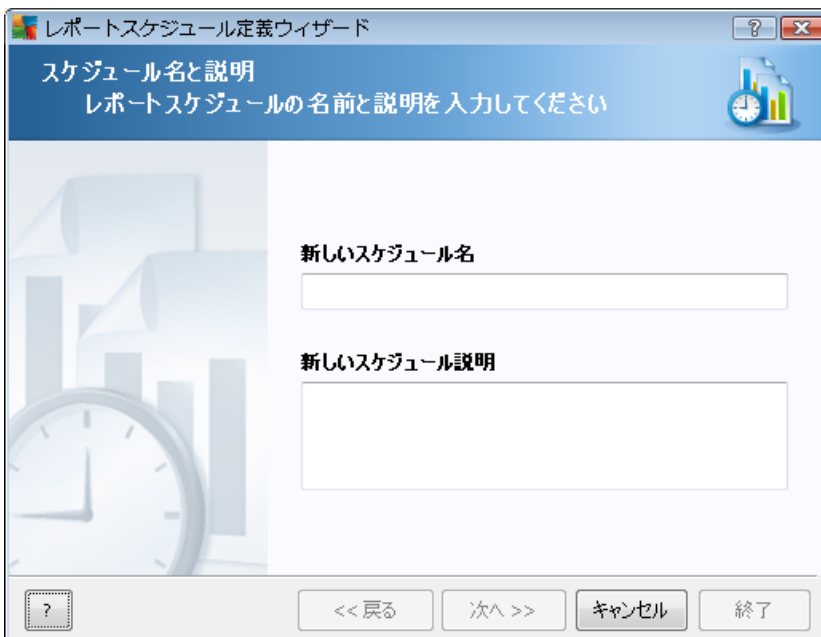 レポートスケジュール定義ウィザード
?
スケジュール名と説明
レポートスケジュールの名前と説明を入力してください
新しいスケジュール名
新しいスケジュール説明
? << 戻る 次へ >> キャンセル 終了